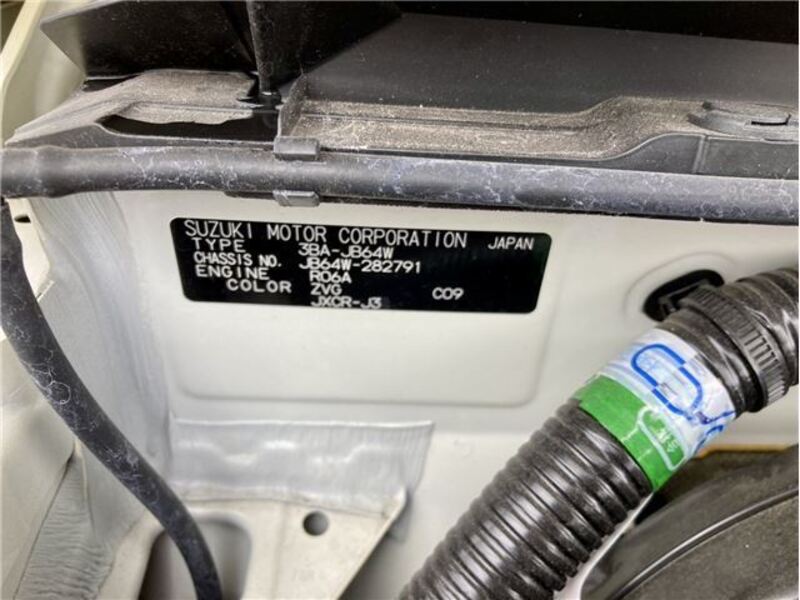 SUZUKI MOTOR CORPORATION JAPAN
TYPE 3BA-JB64W
CHASSIS NO. JB64W-282791
ENGINE R06A
COLOR ZVG C09
JXCR-J3